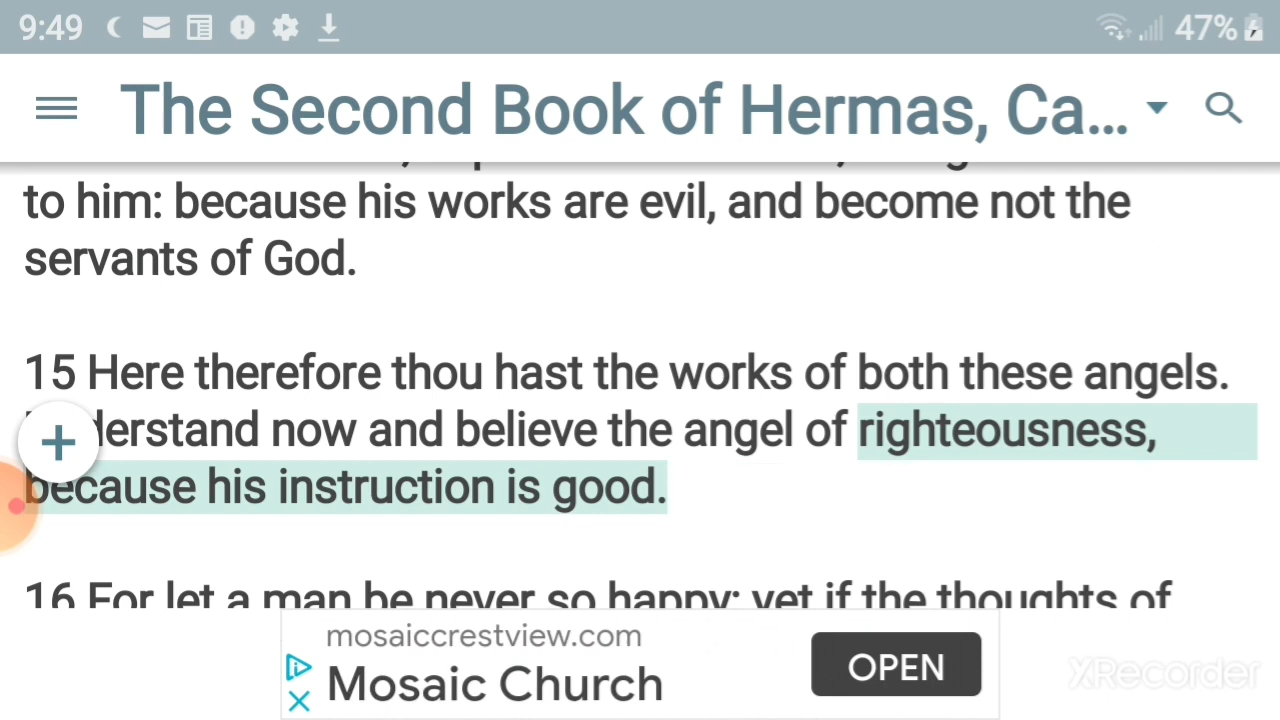 9:49
47%
The Second Book of Hermas, Ca...
to him: because his works are evil, and become not the
servants of God.
15 Here therefore thou hast the works of both these angels.
now and believe the angel of righteousness,
because his instruction is good.
16 For let a man be never so happy; yet if the thoughts of
mosaiccrestview.com
Mosaic Church
OPEN
XRecorder